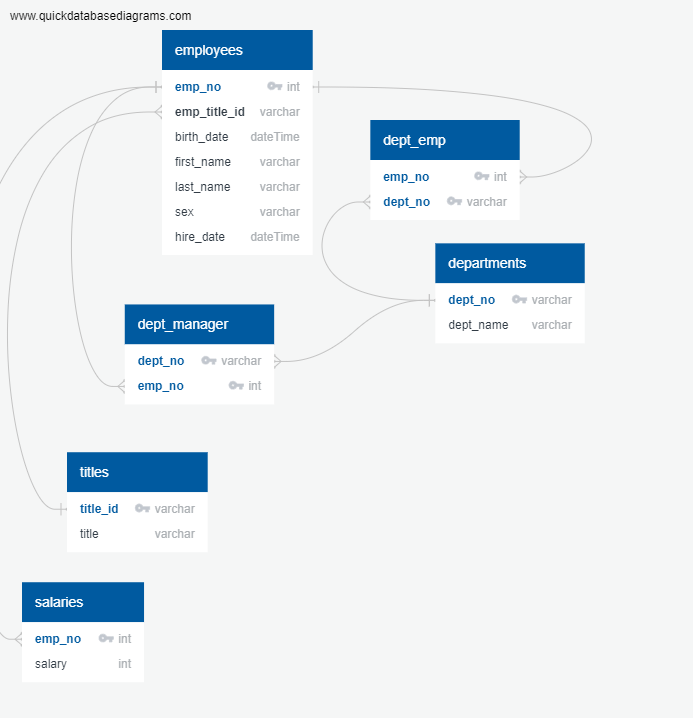 www.quickdatabasediagrams.com
employees
emp_no int
emp_title_id varchar
birth_date dateTime
first_name varchar
last_name varchar
sex varchar
hire_date dateTime
dept_emp
emp_no int
dept_no varchar
departments
dept_no varchar
dept_name varchar
dept_manager
dept_no varchar
emp_no int
titles
title_id varchar
title varchar
salaries
emp_no int
salary int